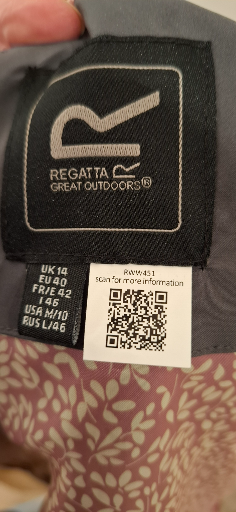 R
REGATTA R
GREAT OUTDOORS®
UK 14
EU 40
FR/E 42
I 46
USA M/10
RUS L/46
RWW451
scan for more information